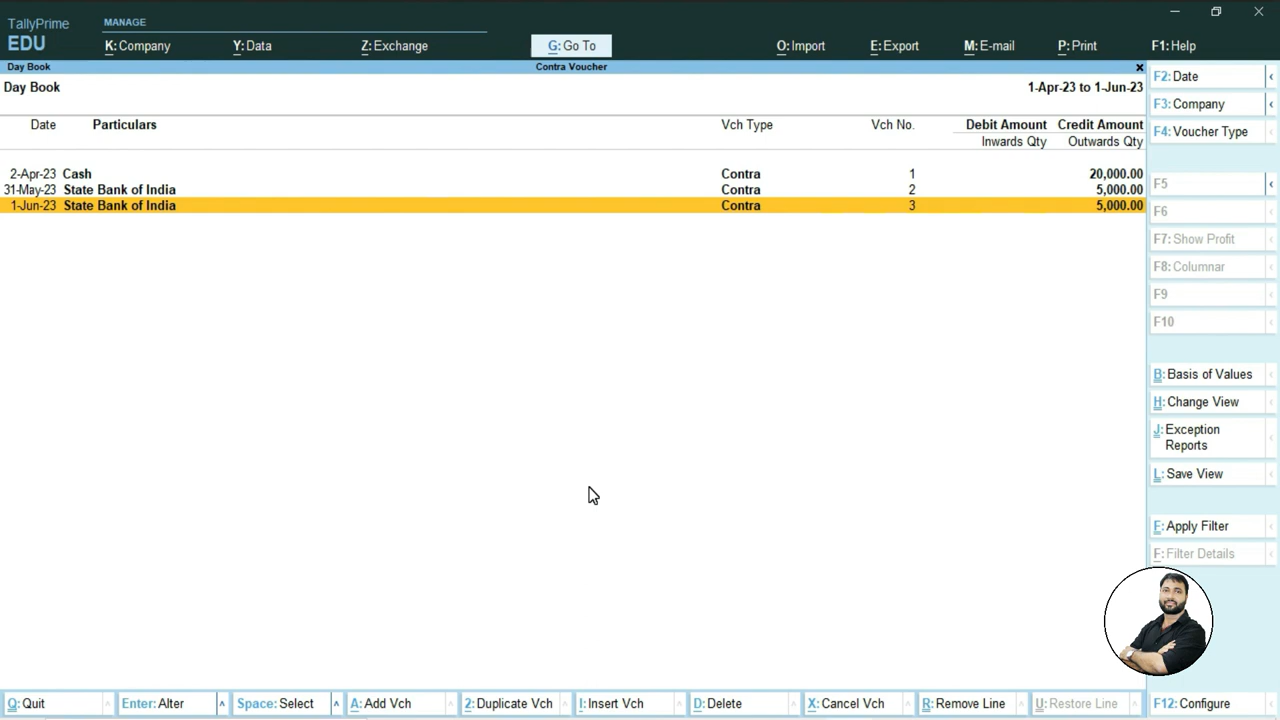 TallyPrime
EDU
MANAGE
K: Company
Y: Data
Z: Exchange
G: Go To
O: Import
E: Export
M: E-mail
P: Print
F1: Help
Day Book
Contra Voucher
Day Book
1-Apr-23 to 1-Jun-23
Date Particulars Vch Type Vch No. Debit Amount Credit Amount
Inwards Qty Outwards Qty
2-Apr-23 Cash Contra 1 20,000.00
31-May-23 State Bank of India Contra 2 5,000.00
1-Jun-23 State Bank of India Contra 3 5,000.00
F2: Date
F3: Company
F4: Voucher Type
F5
F6
F7: Show Profit
F8: Columnar
F9
F10
B: Basis of Values
H: Change View
J: Exception
Reports
L: Save View
F: Apply Filter
F: Filter Details
Q: Quit
Enter: Alter
Space: Select
A: Add Vch
2: Duplicate Vch
I: Insert Vch
D: Delete
X: Cancel Vch
R: Remove Line
U: Restore Line
F12: Configure